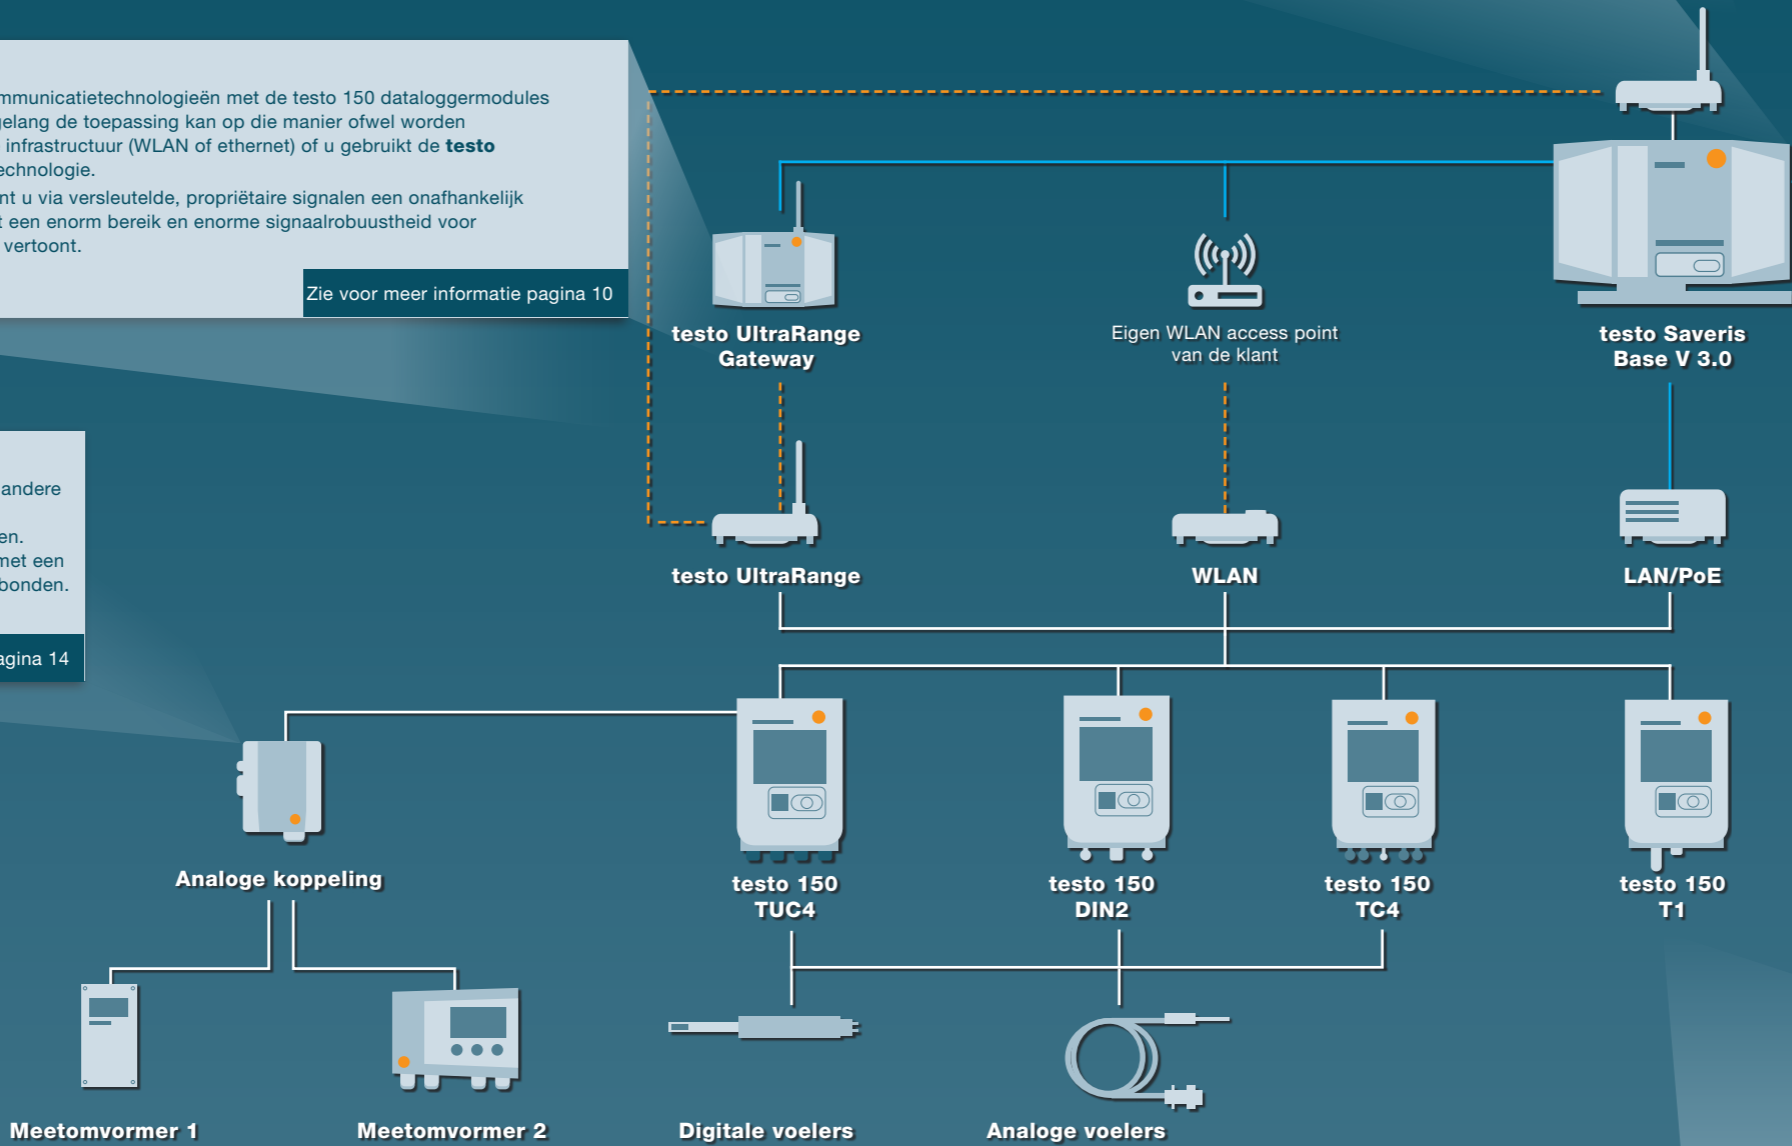 mmunicatietechnologieën met de testo 150 dataloggermodules
gelang de toepassing kan op die manier ofwel worden
infrastructuur (WLAN of ethernet) of u gebruikt de testo
echnologie.
nt u via versleutelde, propriëtaire signalen een onafhankelijk
t een enorm bereik en enorme signaalrobuustheid voor
vertoont.
Zie voor meer informatie pagina 10
testo UltraRange
Gateway
Eigen WLAN access point
van de klant
testo Saveris
Base V 3.0
andere
en.
met een
bonden.
agina 14
testo UltraRange
WLAN
LAN/PoE
Analoge koppeling
testo 150
TUC4
testo 150
DIN2
testo 150
TC4
testo 150
T1
Meetomvormer 1
Meetomvormer 2
Digitale voelers
Analoge voelers